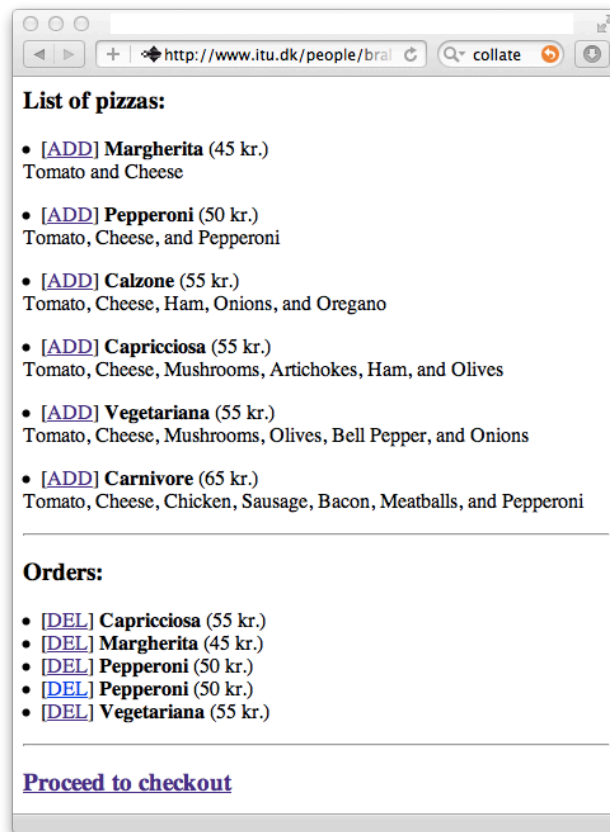 http://www.itu.dk/people/bra
collate
List of pizzas:
• [ADD] Margherita (45 kr.)
Tomato and Cheese
• [ADD] Pepperoni (50 kr.)
Tomato, Cheese, and Pepperoni
• [ADD] Calzone (55 kr.)
Tomato, Cheese, Ham, Onions, and Oregano
• [ADD] Capricciosa (55 kr.)
Tomato, Cheese, Mushrooms, Artichokes, Ham, and Olives
• [ADD] Vegetariana (55 kr.)
Tomato, Cheese, Mushrooms, Olives, Bell Pepper, and Onions
• [ADD] Carnivore (65 kr.)
Tomato, Cheese, Chicken, Sausage, Bacon, Meatballs, and Pepperoni
Orders:
• [DEL] Capricciosa (55 kr.)
• [DEL] Margherita (45 kr.)
• [DEL] Pepperoni (50 kr.)
• [DEL] Pepperoni (50 kr.)
• [DEL] Vegetariana (55 kr.)
Proceed to checkout